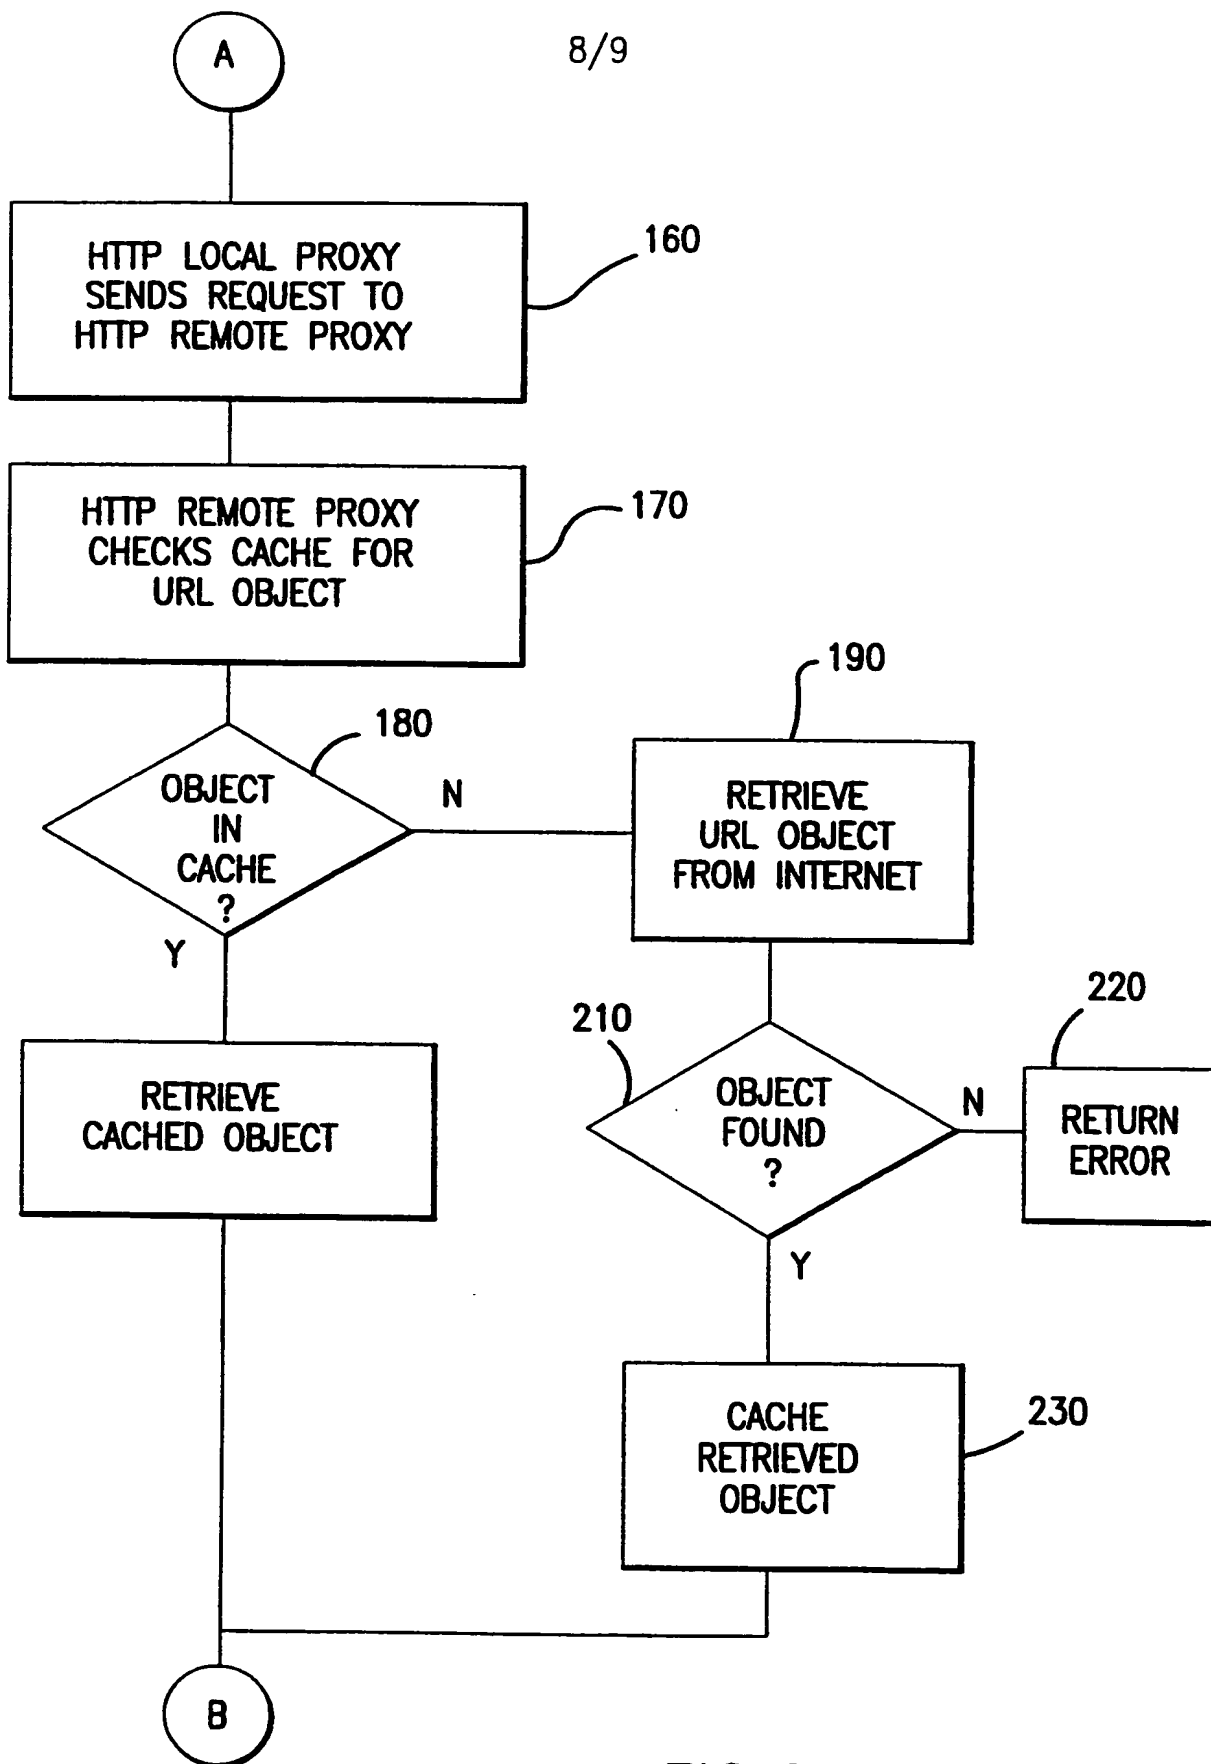 A
8/9
HTTP LOCAL PROXY
SENDS REQUEST TO
HTTP REMOTE PROXY
160
HTTP REMOTE PROXY
CHECKS CACHE FOR
URL OBJECT
170
180
OBJECT
IN
CACHE
?
N
Y
190
RETRIEVE
URL OBJECT
FROM INTERNET
RETRIEVE
CACHED OBJECT
210
OBJECT
FOUND
?
N
Y
220
RETURN
ERROR
CACHE
RETRIEVED
OBJECT
230
B